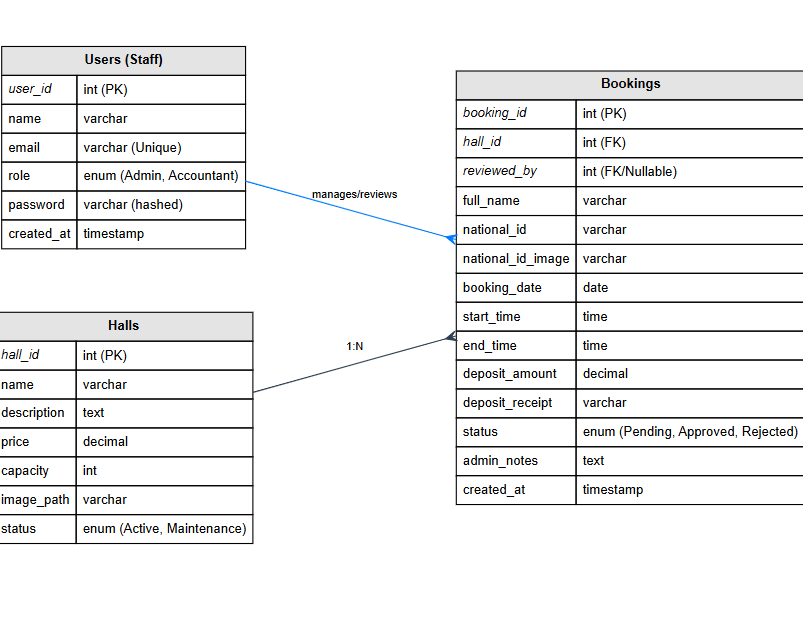 Users (Staff)
user_id int (PK)
name varchar
email varchar (Unique)
role enum (Admin, Accountant)
password varchar (hashed)
created_at timestamp
manages/reviews
Bookings
booking_id int (PK)
hall_id int (FK)
reviewed_by int (FK/Nullable)
full_name varchar
national_id varchar
national_id_image varchar
booking_date date
start_time time
end_time time
deposit_amount decimal
deposit_receipt varchar
status enum (Pending, Approved, Rejected)
admin_notes text
created_at timestamp
1:N
Halls
hall_id int (PK)
name varchar
description text
price decimal
capacity int
image_path varchar
status enum (Active, Maintenance)